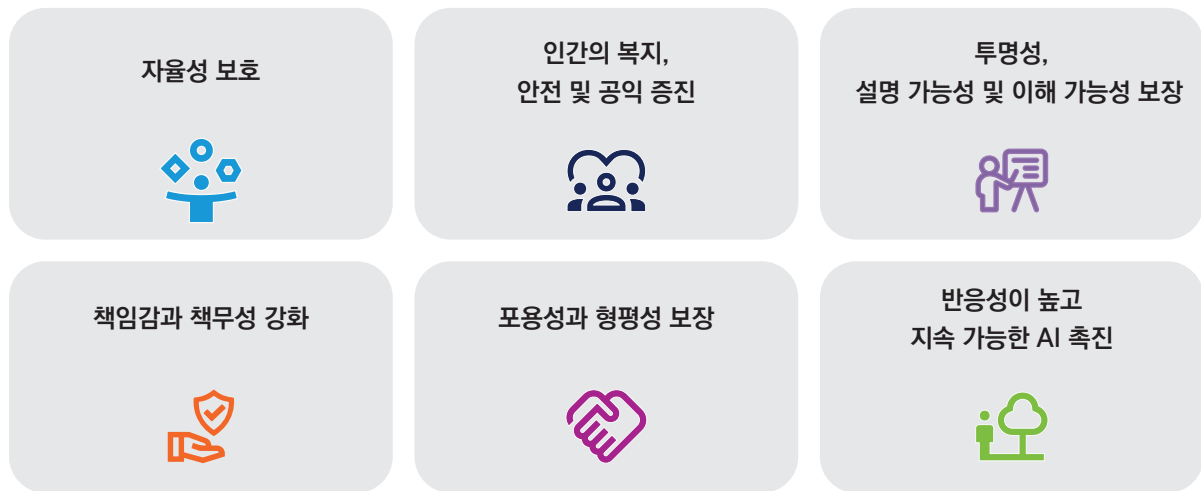 자율성 보호
인간의 복지,
안전 및 공익 증진
투명성,
설명 가능성 및 이해 가능성 보장
책임감과 책무성 강화
포용성과 형평성 보장
반응성이 높고
지속 가능한 AI 촉진